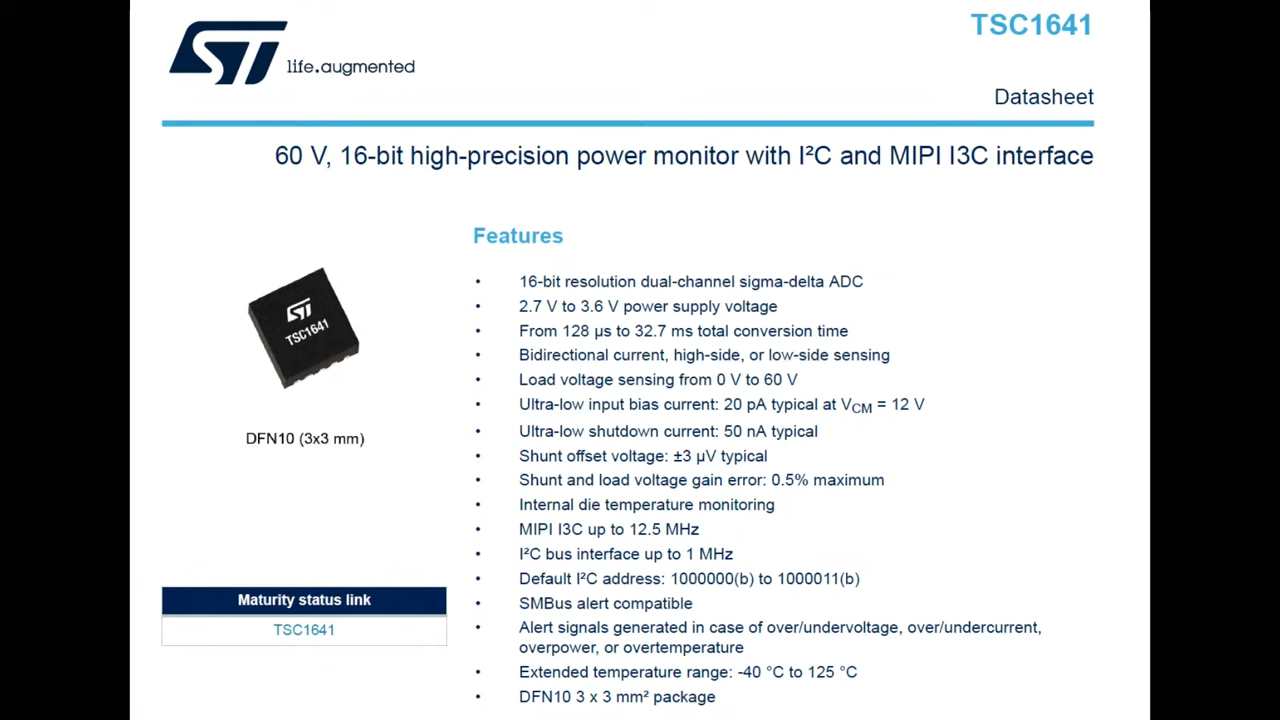 TSC1641
ST
life.augmented
Datasheet
60 V, 16-bit high-precision power monitor with I²C and MIPI I3C interface
Features
• 16-bit resolution dual-channel sigma-delta ADC
• 2.7 V to 3.6 V power supply voltage
• From 128 µs to 32.7 ms total conversion time
• Bidirectional current, high-side, or low-side sensing
• Load voltage sensing from 0 V to 60 V
• Ultra-low input bias current: 20 pA typical at VCM = 12 V
• Ultra-low shutdown current: 50 nA typical
• Shunt offset voltage: ±3 µV typical
• Shunt and load voltage gain error: 0.5% maximum
• Internal die temperature monitoring
• MIPI I3C up to 12.5 MHz
• I²C bus interface up to 1 MHz
• Default I²C address: 1000000(b) to 1000011(b)
• SMBus alert compatible
• Alert signals generated in case of over/undervoltage, over/undercurrent,
overpower, or overtemperature
• Extended temperature range: -40 °C to 125 °C
• DFN10 3 x 3 mm² package
ST
TSC1641
DFN10 (3x3 mm)
Maturity status link
TSC1641